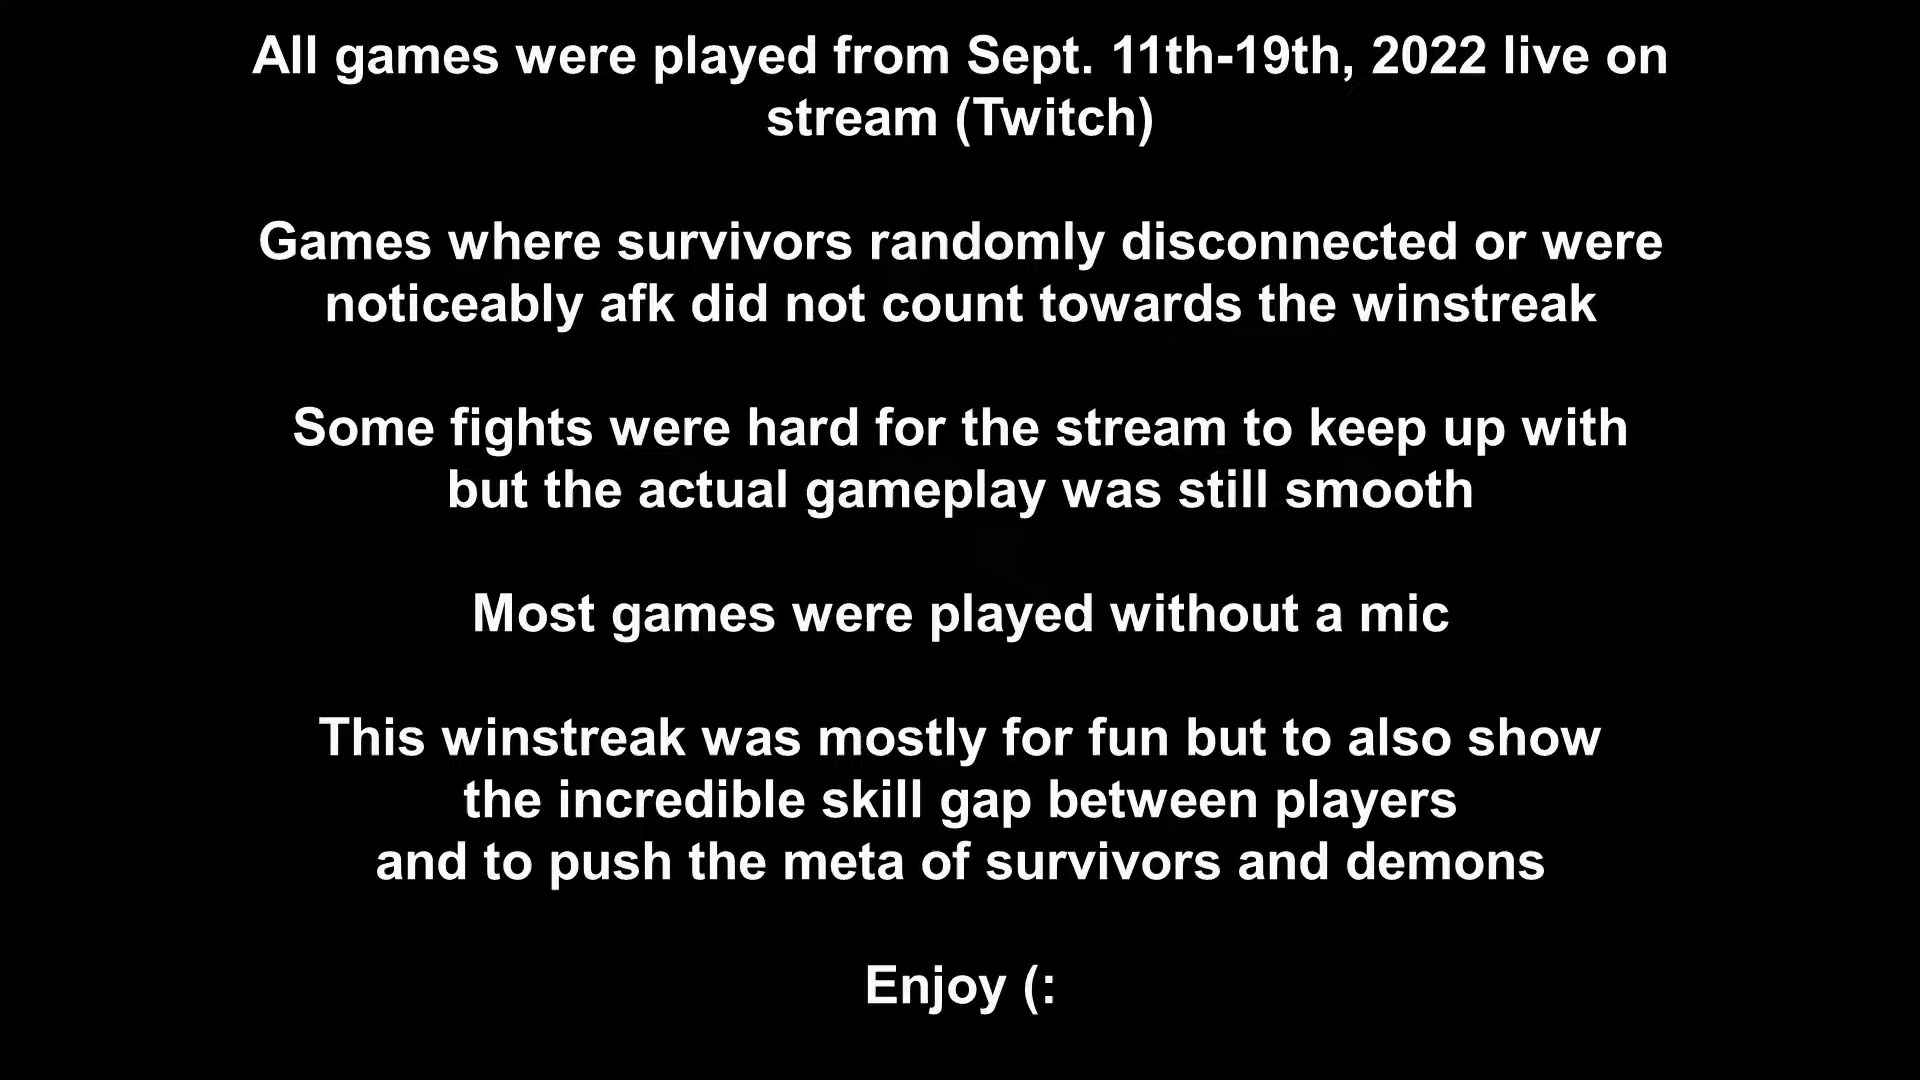 All games were played from Sept. 11th-19th, 2022 live on
stream (Twitch)
Games where survivors randomly disconnected or were
noticeably afk did not count towards the winstreak
Some fights were hard for the stream to keep up with
but the actual gameplay was still smooth
Most games were played without a mic
This winstreak was mostly for fun but to also show
the incredible skill gap between players
and to push the meta of survivors and demons
Enjoy (: